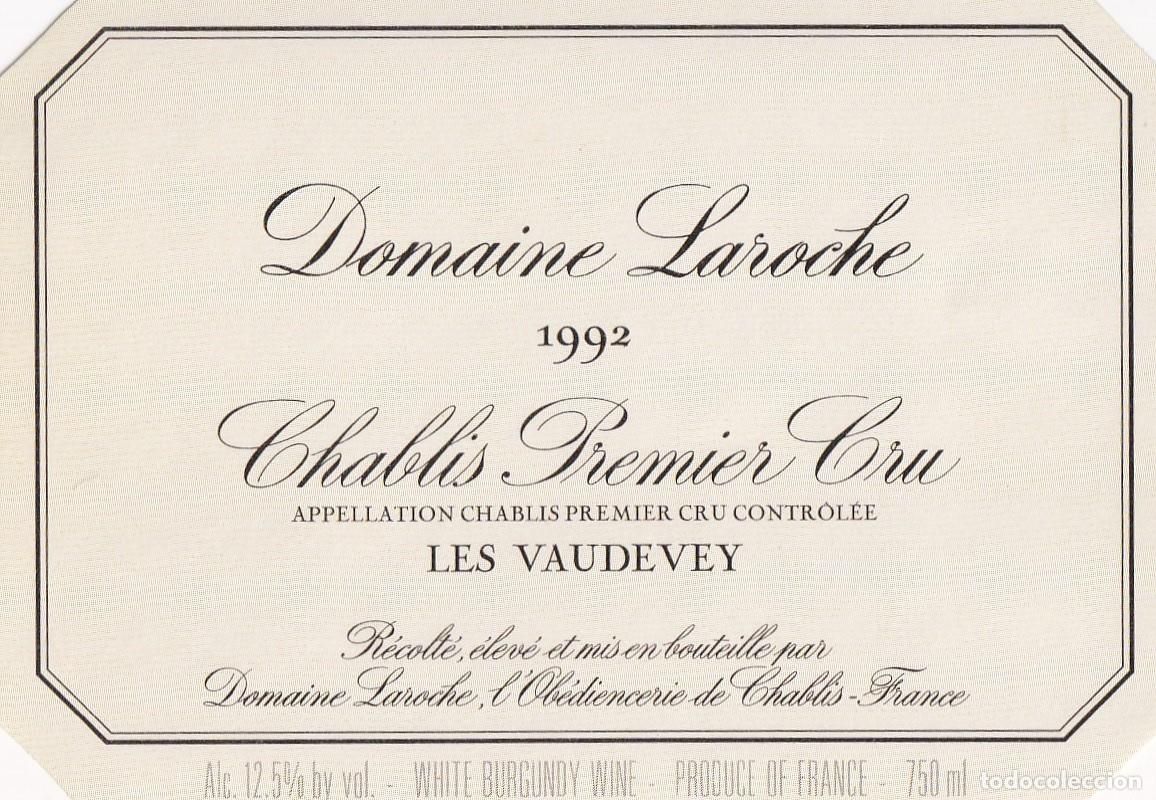 Domaine Laroche
1992
Chablis Premier Cru
APPELLATION CHABLIS PREMIER CRU CONTRÔLÉE
LES VAUDEVEY
Récolté, élevé et mis en bouteille par
Domaine Laroche, l'Obédiencerie de Chablis - France
Alc. 12.5% by vol. - WHITE BURGUNDY WINE - PRODUCE OF FRANCE - 750 ml
todocoleccion